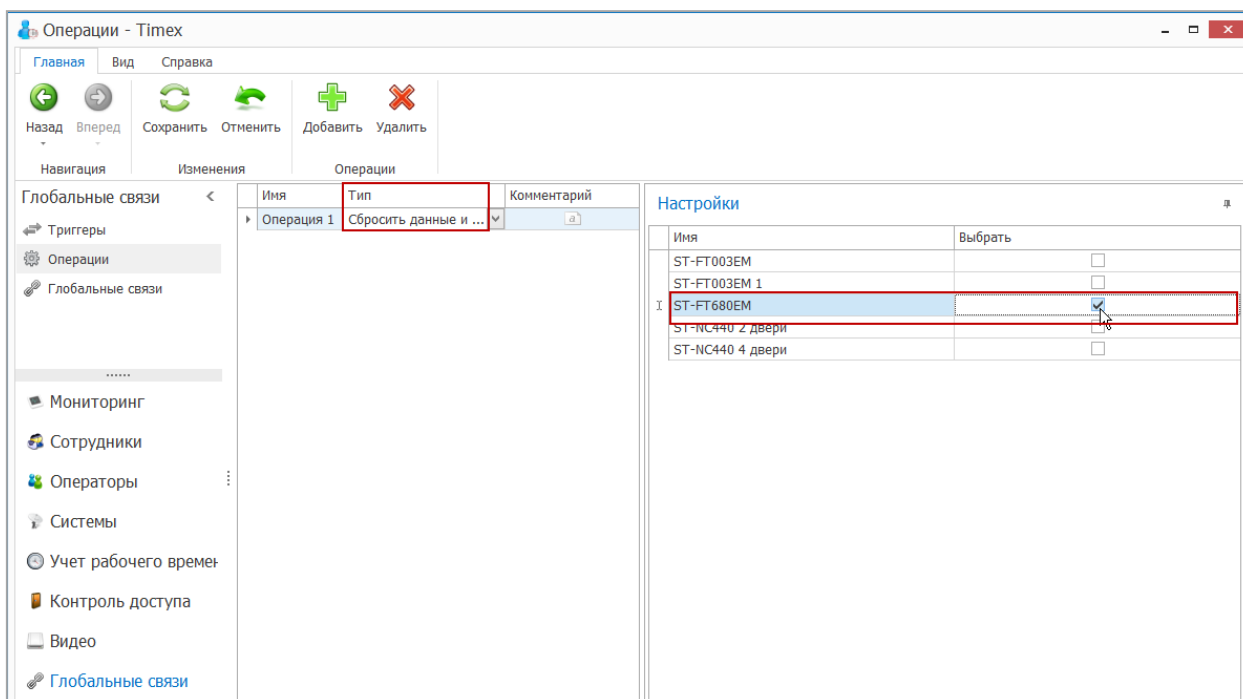 Операции - Timex
Главная Вид Справка
Назад Вперед Сохранить Отменить Добавить Удалить
Навигация Изменения Операции
Глобальные связи
Триггеры
Операции
Глобальные связи
Мониторинг
Сотрудники
Операторы
Системы
Учет рабочего времен
Контроль доступа
Видео
Глобальные связи
Имя Тип Комментарий
Операция 1 Сбросить данные и ... a
Настройки
Имя Выбрать
ST-FT003EM
ST-FT003EM 1
ST-FT680EM
ST-NC440 2 двери
ST-NC440 4 двери